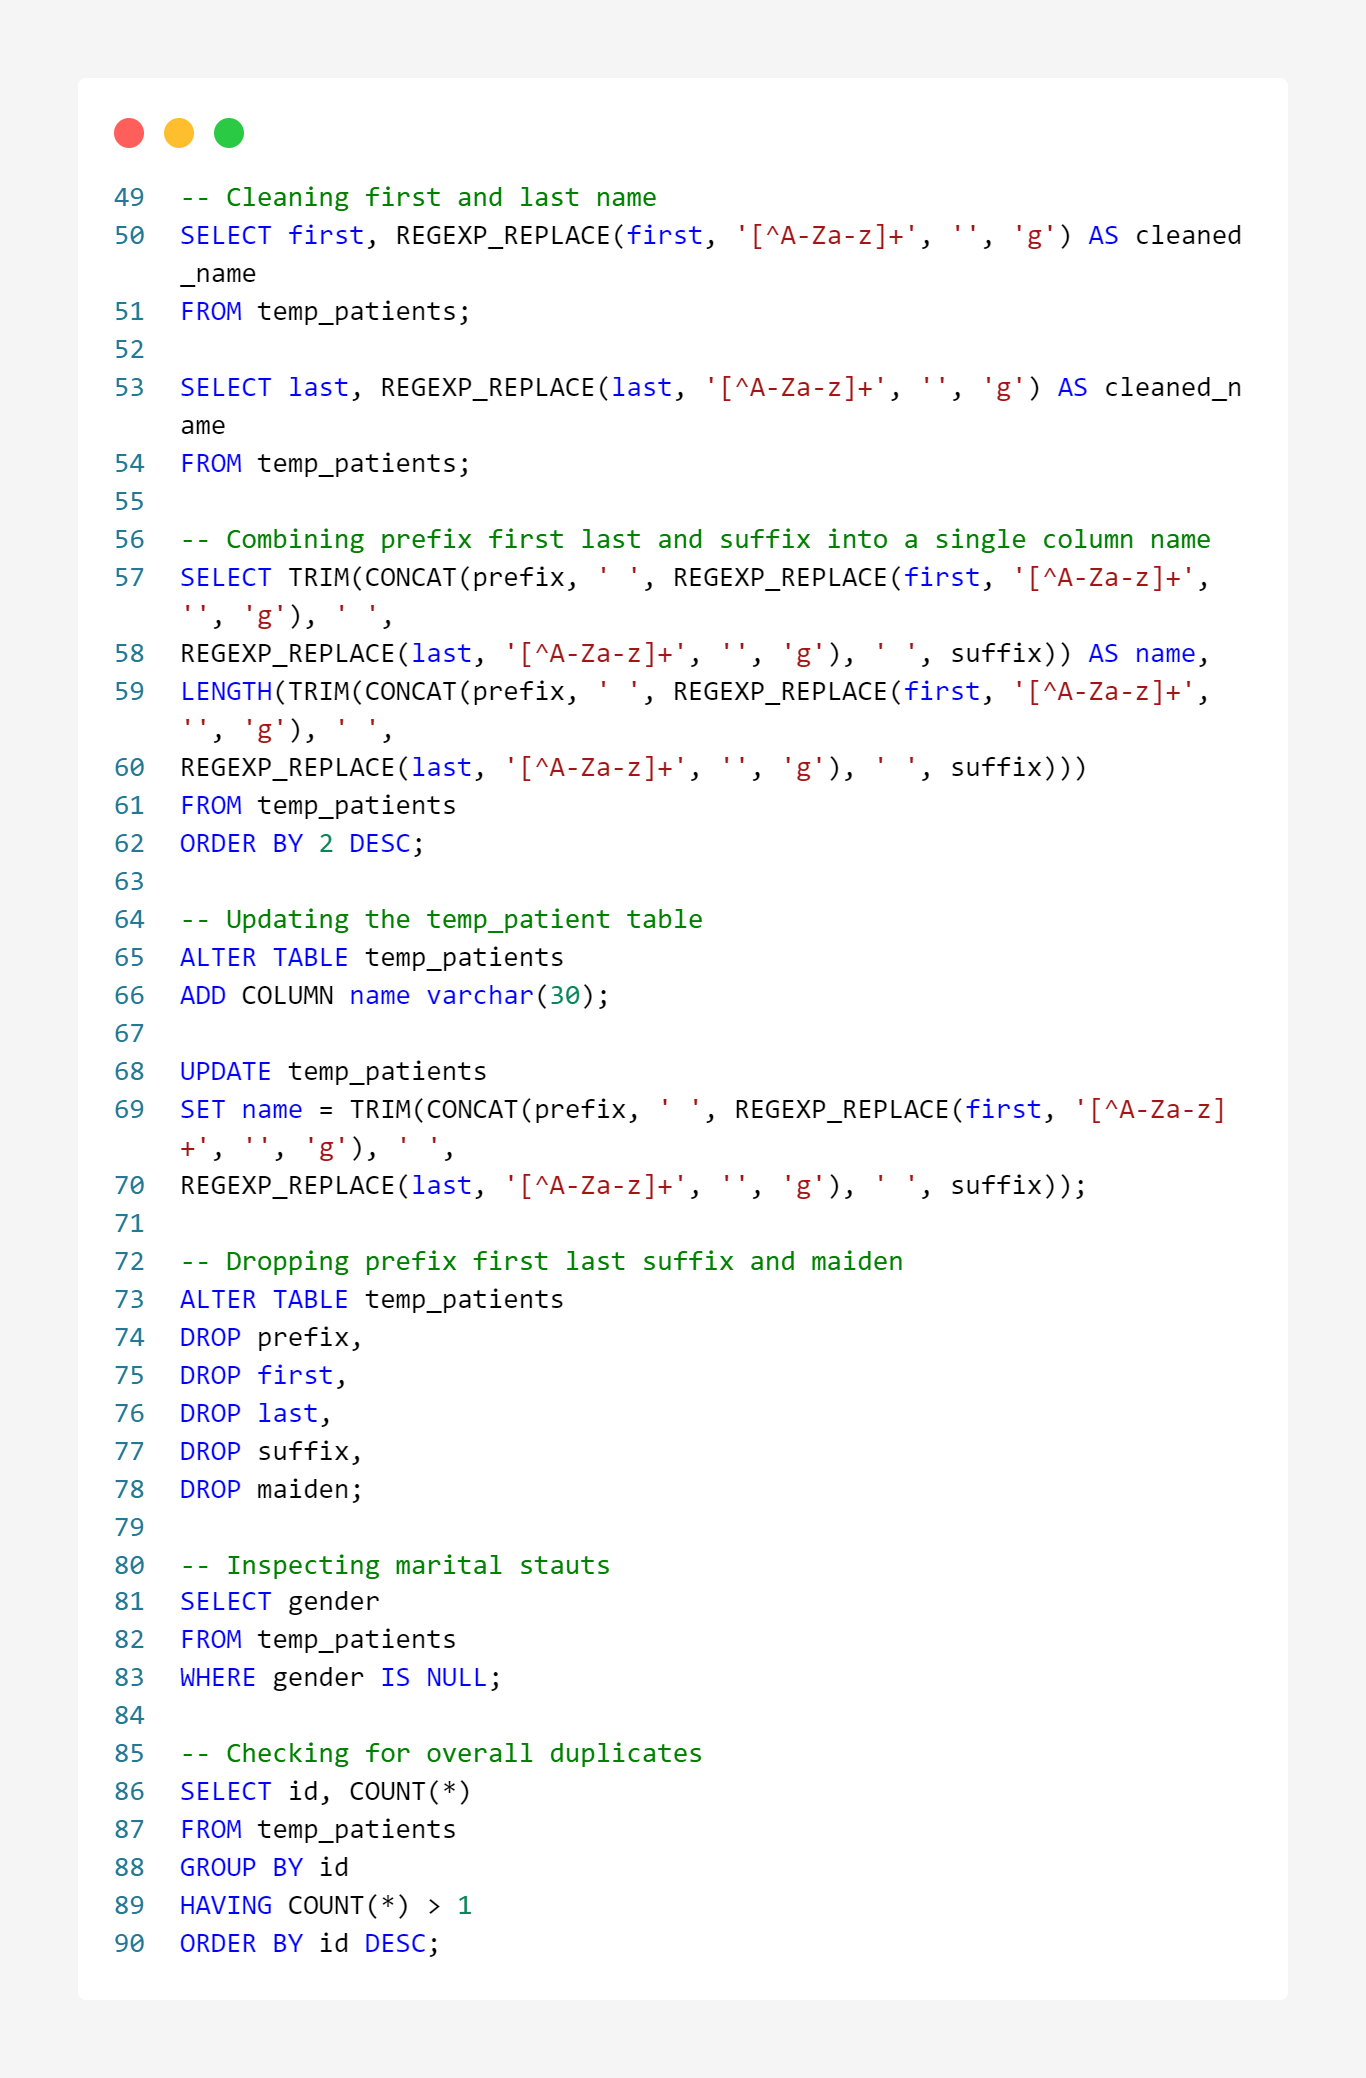 49 -- Cleaning first and last name
50 SELECT first, REGEXP_REPLACE(first, '[^A-Za-z]+', '', 'g') AS cleaned
_name
51 FROM temp_patients;
52
53 SELECT last, REGEXP_REPLACE(last, '[^A-Za-z]+', '', 'g') AS cleaned_n
ame
54 FROM temp_patients;
55
56 -- Combining prefix first last and suffix into a single column name
57 SELECT TRIM(CONCAT(prefix, ' ', REGEXP_REPLACE(first, '[^A-Za-z]+',
'', 'g'), ' ',
58 REGEXP_REPLACE(last, '[^A-Za-z]+', '', 'g'), ' ', suffix)) AS name,
59 LENGTH(TRIM(CONCAT(prefix, ' ', REGEXP_REPLACE(first, '[^A-Za-z]+',
'', 'g'), ' ',
60 REGEXP_REPLACE(last, '[^A-Za-z]+', '', 'g'), ' ', suffix)))
61 FROM temp_patients
62 ORDER BY 2 DESC;
63
64 -- Updating the temp_patient table
65 ALTER TABLE temp_patients
66 ADD COLUMN name varchar(30);
67
68 UPDATE temp_patients
69 SET name = TRIM(CONCAT(prefix, ' ', REGEXP_REPLACE(first, '[^A-Za-z]
+', '', 'g'), ' ',
70 REGEXP_REPLACE(last, '[^A-Za-z]+', '', 'g'), ' ', suffix));
71
72 -- Dropping prefix first last suffix and maiden
73 ALTER TABLE temp_patients
74 DROP prefix,
75 DROP first,
76 DROP last,
77 DROP suffix,
78 DROP maiden;
79
80 -- Inspecting marital stauts
81 SELECT gender
82 FROM temp_patients
83 WHERE gender IS NULL;
84
85 -- Checking for overall duplicates
86 SELECT id, COUNT(*)
87 FROM temp_patients
88 GROUP BY id
89 HAVING COUNT(*) > 1
90 ORDER BY id DESC;